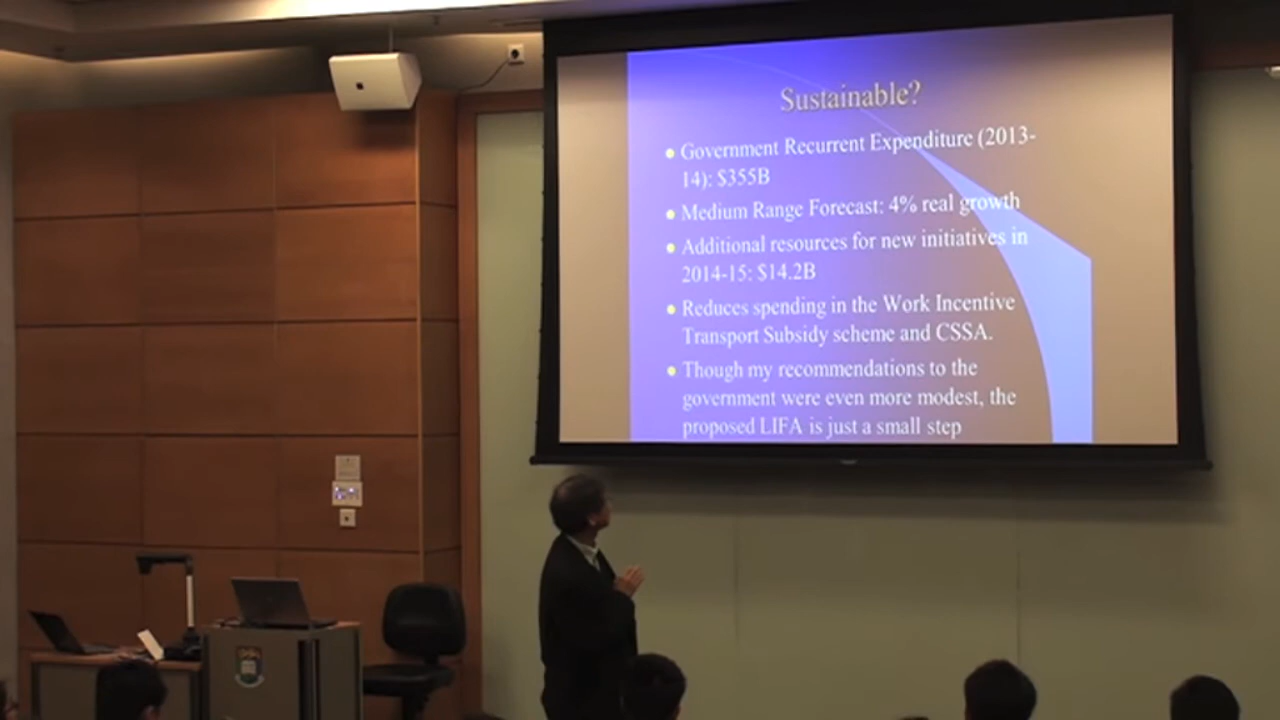 Sustainable?
Government Recurrent Expenditure (2013-
14): $355B
Medium Range Forecast: 4% real growth
Additional resources for new initiatives in
2014-15: $14.2B
Reduces spending in the Work Incentive
Transport Subsidy scheme and CSSA.
Though my recommendations to the
government were even more modest, the
proposed LIFA is just a small step